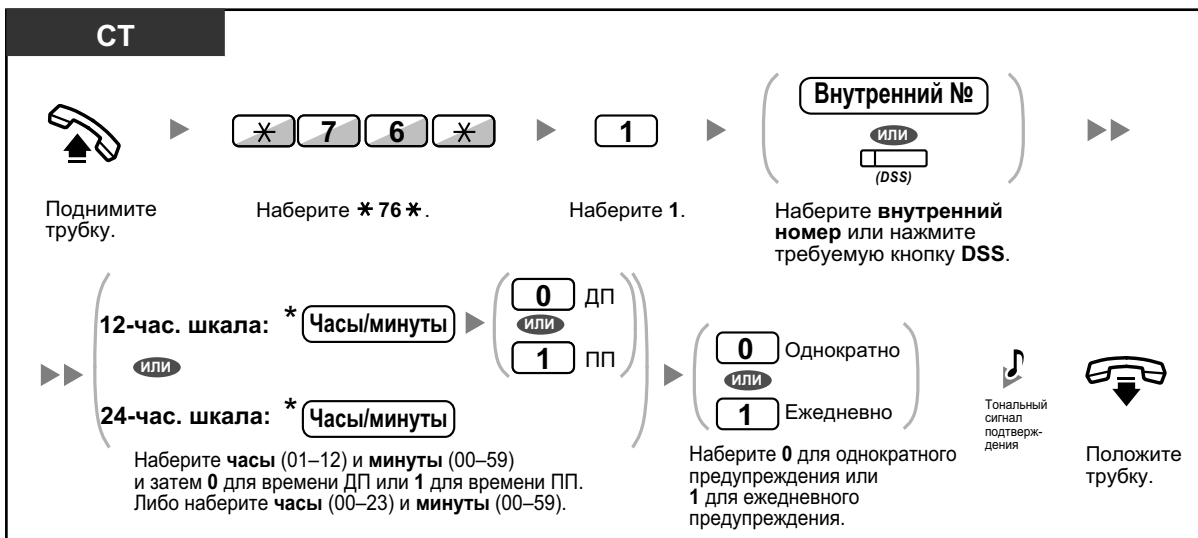 СТ
Внутренний №
или
(DSS)
✳ 7 6 ✳
1
Поднимите
трубку.
Наберите ✳ 76 ✳.
Наберите 1.
Наберите внутренний
номер или нажмите
требуемую кнопку DSS.
12-час. шкала: * Часы/минуты
0 ДП
или
1 ПП
или
24-час. шкала: * Часы/минуты
Наберите часы (01–12) и минуты (00–59)
и затем 0 для времени ДП или 1 для времени ПП.
Либо наберите часы (00–23) и минуты (00–59).
0 Однократно
или
1 Ежедневно
Наберите 0 для однократного
предупреждения или
1 для ежедневного
предупреждения.
Тональный
сигнал
подтверж-
дения
Положите
трубку.